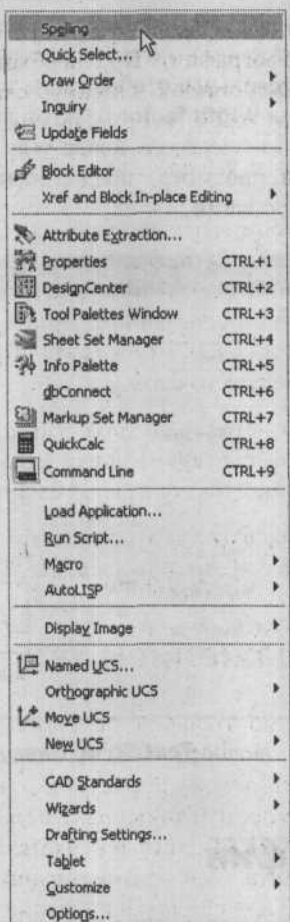 Spelling
Quick Select...
Draw Order
Inquiry
Update Fields
Block Editor
Xref and Block In-place Editing
Attribute Extraction...
Properties CTRL+1
DesignCenter CTRL+2
Tool Palettes Window CTRL+3
Sheet Set Manager CTRL+4
Info Palette CTRL+5
dbConnect CTRL+6
Markup Set Manager CTRL+7
QuickCalc CTRL+8
Command Line CTRL+9
Load Application...
Run Script...
Macro
AutoLISP
Display Image
Named UCS...
Orthographic UCS
Move UCS
New UCS
CAD Standards
Wizards
Drafting Settings...
Tablet
Customize
Options...